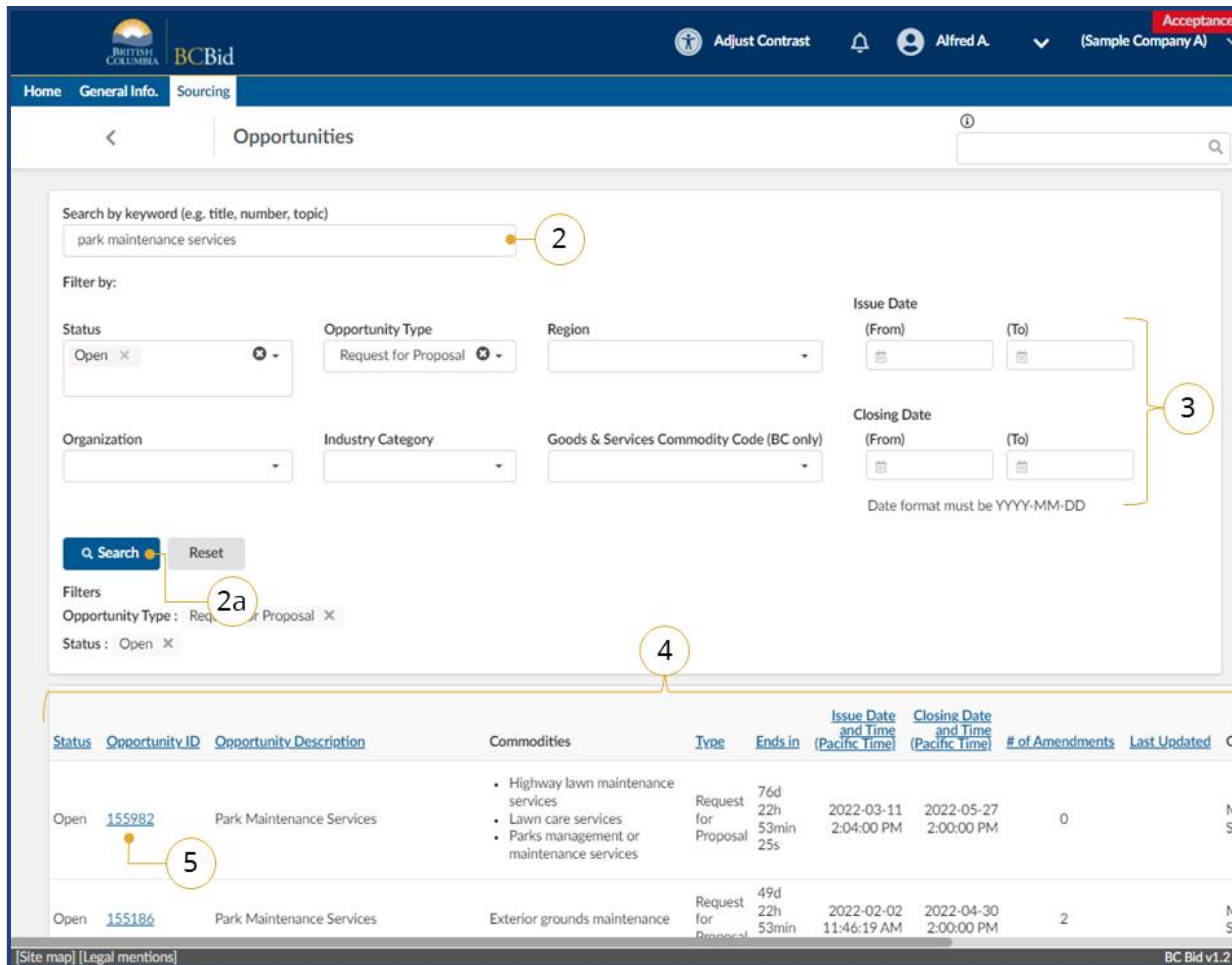 Acceptance
BRITISH COLUMBIA BCBid
Adjust Contrast
Alfred A.
(Sample Company A)
Home General Info. Sourcing
Opportunities
Search by keyword (e.g. title, number, topic)
park maintenance services
2
Filter by:
Issue Date
Status
Opportunity Type
Region
(From)
(To)
Open ×
Request for Proposal
3
Closing Date
Organization
Industry Category
Goods & Services Commodity Code (BC only)
(From)
(To)
Date format must be YYYY-MM-DD
Search
Reset
2a
Filters
Opportunity Type : Request for Proposal ×
Status : Open ×
4
Status
Opportunity ID
Opportunity Description
Commodities
Type
Ends in
Issue Date
and Time
(Pacific Time)
Closing Date
and Time
(Pacific Time)
# of Amendments
Last Updated
Open
155982
Park Maintenance Services
• Highway lawn maintenance
services
• Lawn care services
• Parks management or
maintenance services
Request
for
Proposal
76d
22h
53min
25s
2022-03-11
2:04:00 PM
2022-05-27
2:00:00 PM
0
5
Open
155186
Park Maintenance Services
Exterior grounds maintenance
Request
for
Proposal
49d
22h
53min
2022-02-02
11:46:19 AM
2022-04-30
2:00:00 PM
2
[Site map] [Legal mentions]
BC Bid v1.2